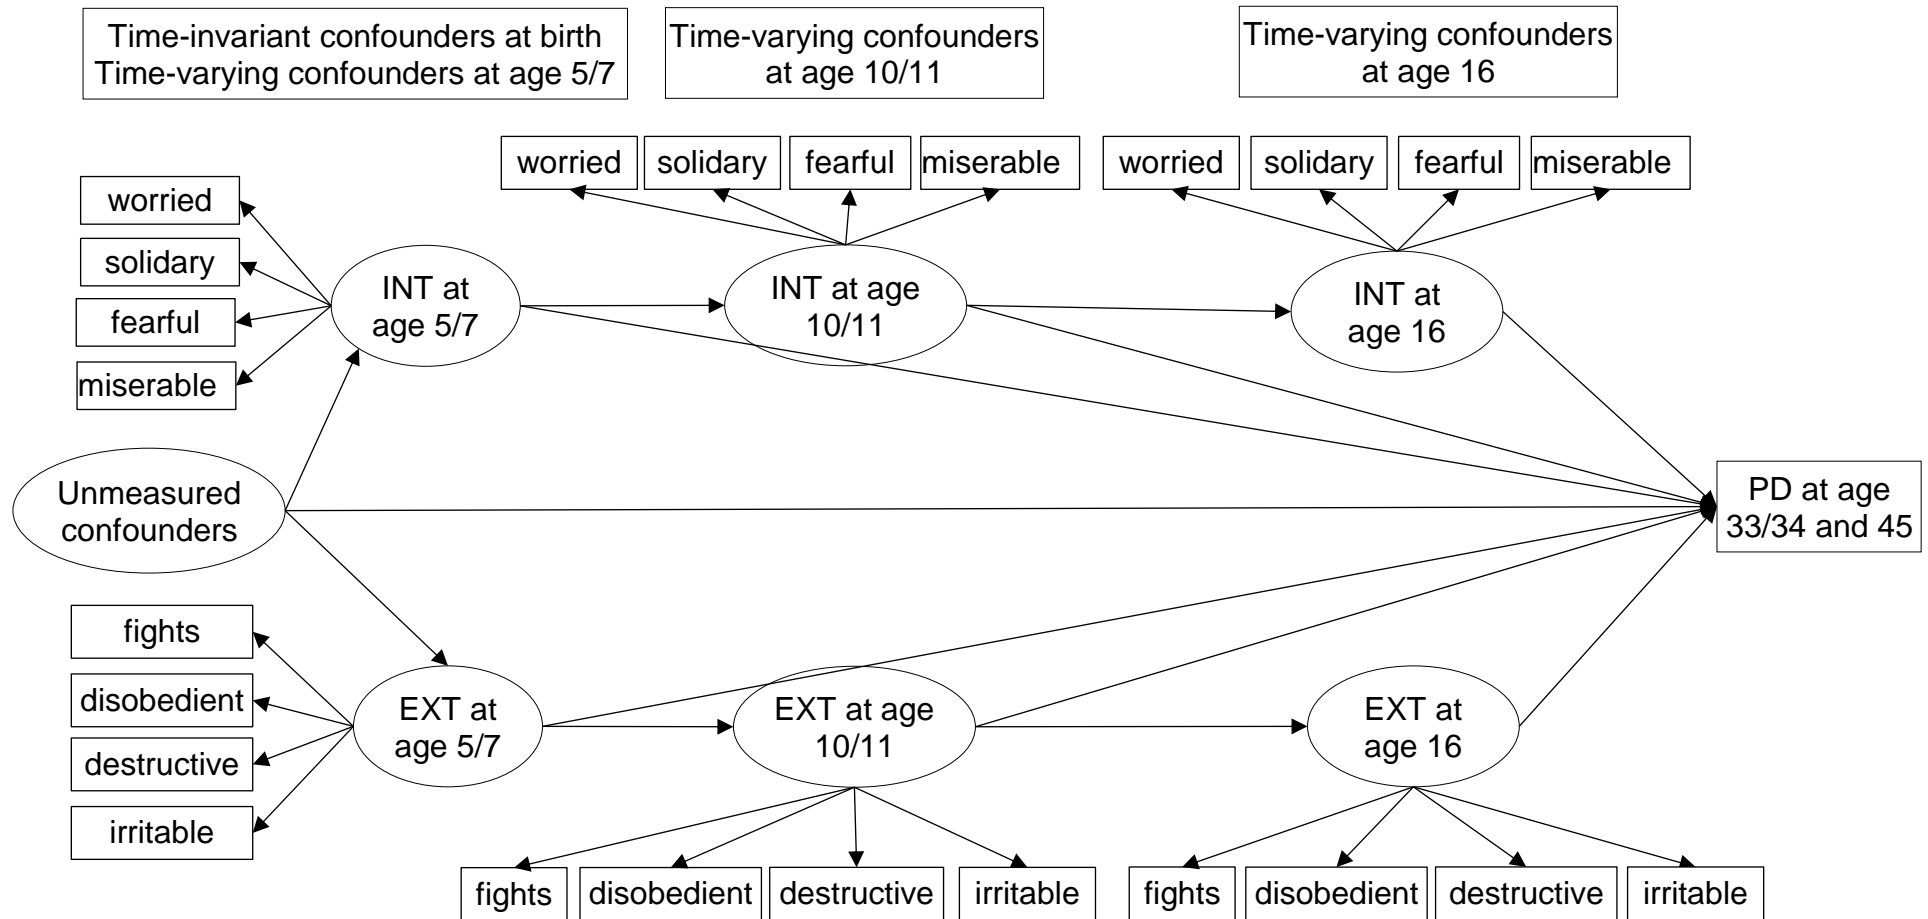 Time-invariant confounders at birth
Time-varying confounders at age 5/7
Time-varying confounders
at age 10/11
Time-varying confounders
at age 16
worried
solidary
fearful
miserable
worried
solidary
fearful
miserable
worried
solidary
fearful
miserable
INT at
age 5/7
INT at age
10/11
INT at
age 16
Unmeasured
confounders
PD at age
33/34 and 45
fights
disobedient
destructive
irritable
EXT at
age 5/7
EXT at age
10/11
EXT at
age 16
fights
disobedient
destructive
irritable
fights
disobedient
destructive
irritable